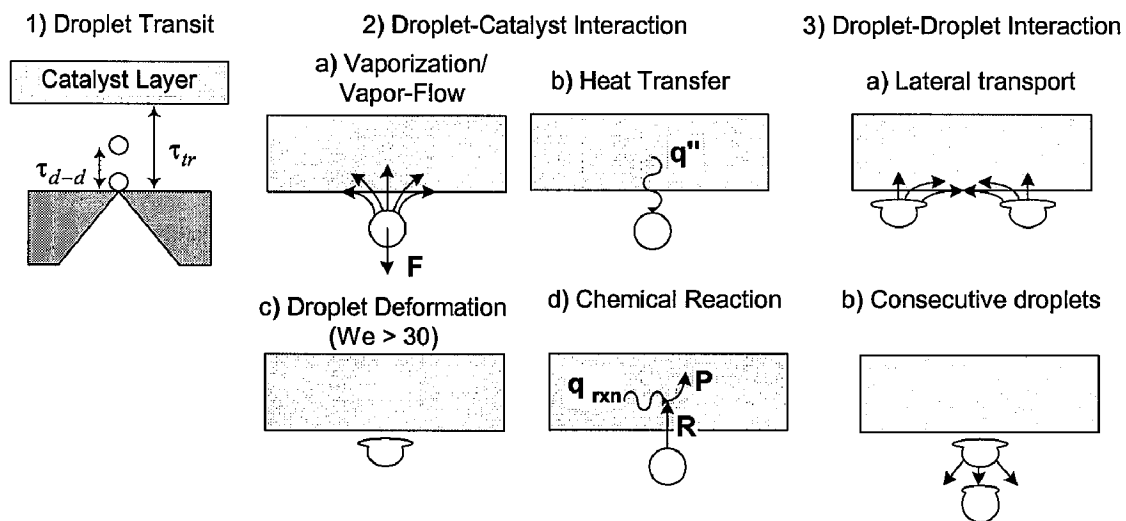 1) Droplet Transit
Catalyst Layer
τd–d
τtr
2) Droplet-Catalyst Interaction
a) Vaporization/
Vapor-Flow
F
b) Heat Transfer
q"
c) Droplet Deformation
(We > 30)
d) Chemical Reaction
q rxn
P
R
3) Droplet-Droplet Interaction
a) Lateral transport
b) Consecutive droplets